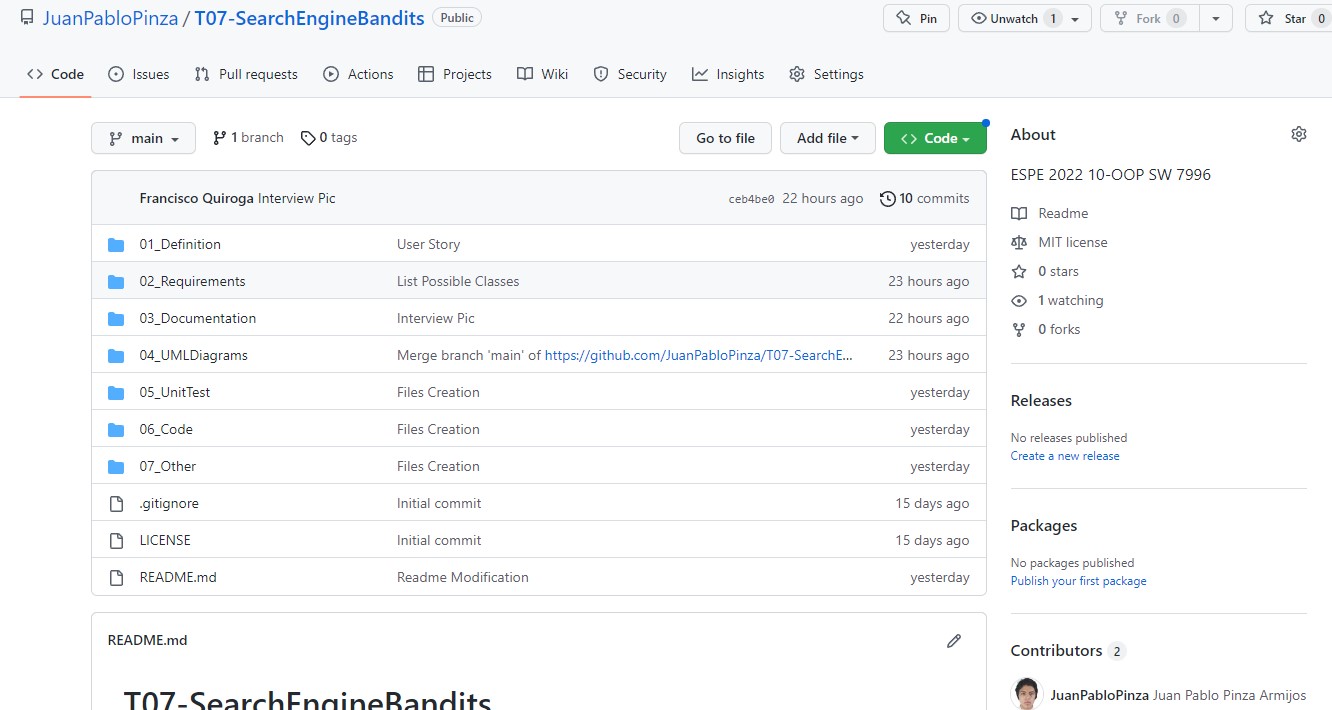 JuanPabloPinza / T07-SearchEngineBandits Public Pin Unwatch 1 Fork 0 Star 0
Code Issues Pull requests Actions Projects Wiki Security Insights Settings
main 1 branch 0 tags Go to file Add file Code
Francisco Quiroga Interview Pic ceb4be0 22 hours ago 10 commits
01_Definition User Story yesterday
02_Requirements List Possible Classes 23 hours ago
03_Documentation Interview Pic 22 hours ago
04_UMLDiagrams Merge branch 'main' of https://github.com/JuanPabloPinza/T07-SearchE... 23 hours ago
05_UnitTest Files Creation yesterday
06_Code Files Creation yesterday
07_Other Files Creation yesterday
.gitignore Initial commit 15 days ago
LICENSE Initial commit 15 days ago
README.md Readme Modification yesterday
README.md
T07-SearchEngineBandits
About
ESPE 2022 10-OOP SW 7996
Readme
MIT license
0 stars
1 watching
0 forks
Releases
No releases published
Create a new release
Packages
No packages published
Publish your first package
Contributors 2
JuanPabloPinza Juan Pablo Pinza Armijos